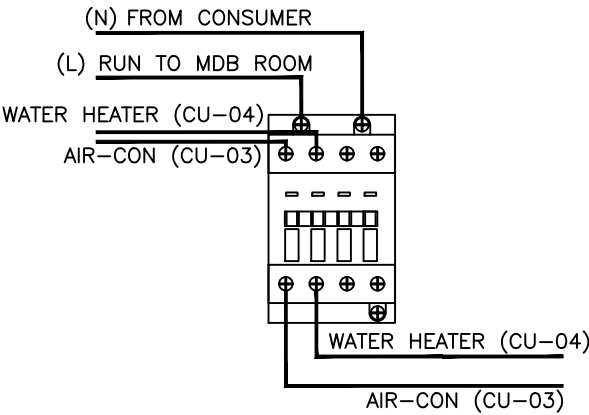 (N) FROM CONSUMER
(L) RUN TO MDB ROOM
WATER HEATER (CU-04)
AIR-CON (CU-03)
WATER HEATER (CU-04)
AIR-CON (CU-03)